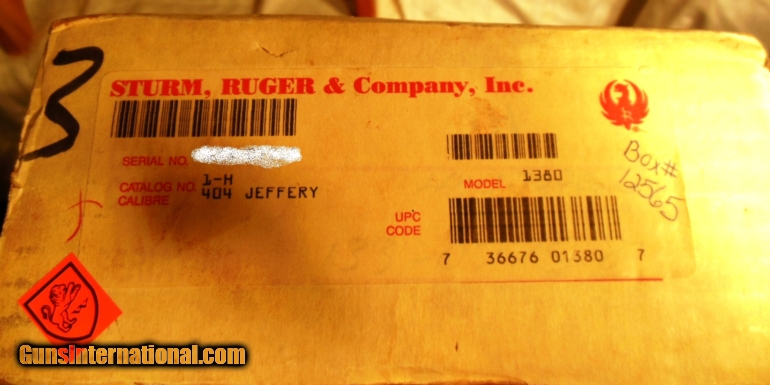 3
STURM, RUGER & Company, Inc.
SERIAL NO.
CATALOG NO. 1-H
CALIBRE 404 JEFFERY
MODEL 1380
Box#
12565
UPC
CODE
7 36676 01380 7
GunsInternational.com